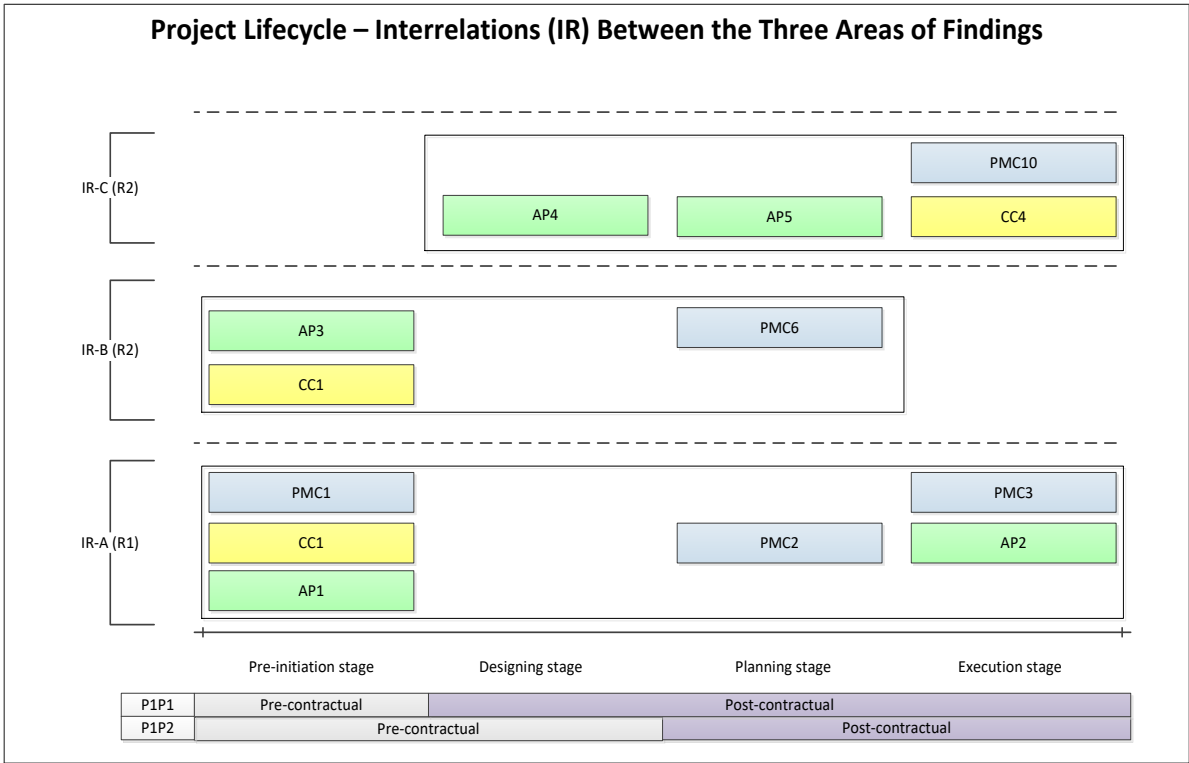 Project Lifecycle – Interrelations (IR) Between the Three Areas of Findings
PMC10
IR-C (R2)
AP4
AP5
CC4
AP3
PMC6
IR-B (R2)
CC1
PMC1
PMC3
IR-A (R1)
CC1
PMC2
AP2
AP1
Pre-initiation stage
Designing stage
Planning stage
Execution stage
P1P1
Pre-contractual
Post-contractual
P1P2
Pre-contractual
Post-contractual